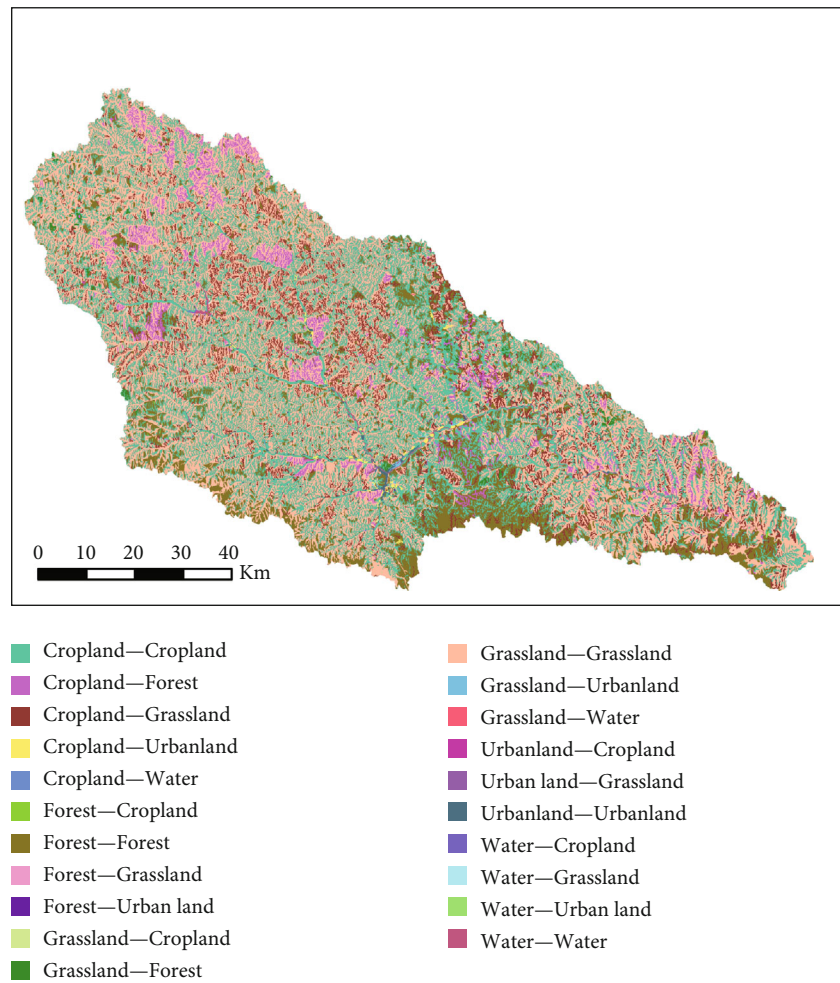 0 10 20 30 40
Km
Cropland—Cropland
Cropland—Forest
Cropland—Grassland
Cropland—Urbanland
Cropland—Water
Forest—Cropland
Forest—Forest
Forest—Grassland
Forest—Urban land
Grassland—Cropland
Grassland—Forest
Grassland—Grassland
Grassland—Urbanland
Grassland—Water
Urbanland—Cropland
Urban land—Grassland
Urbanland—Urbanland
Water—Cropland
Water—Grassland
Water—Urban land
Water—Water